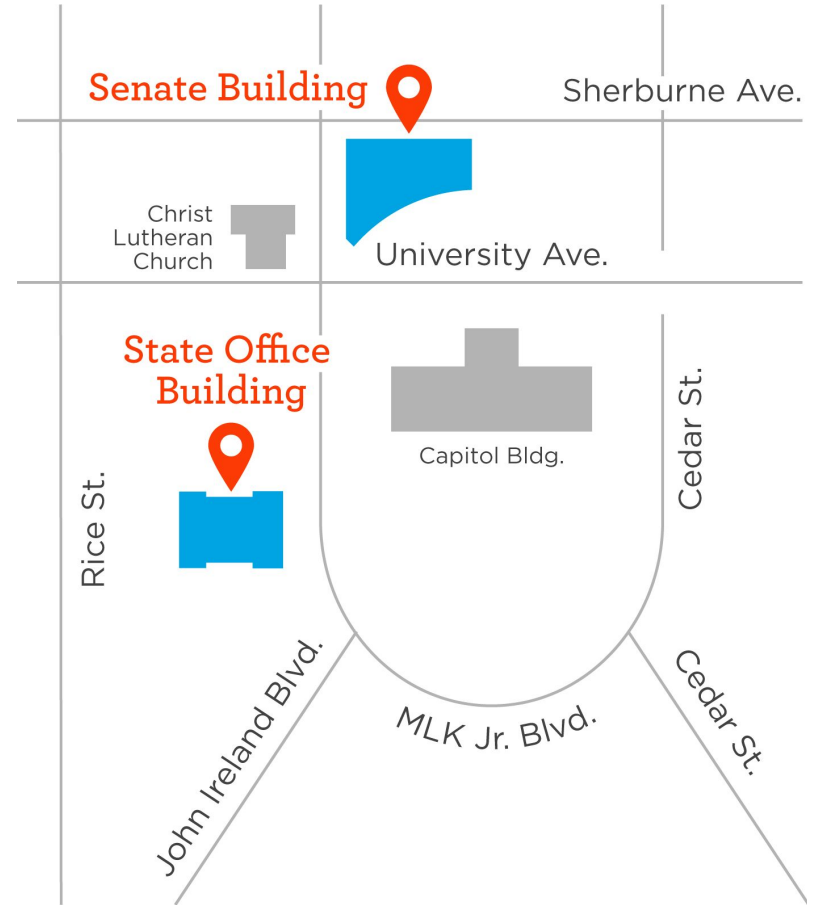 Senate Building
Sherburne Ave.
Christ
Lutheran
Church
University Ave.
State Office
Building
Capitol Bldg.
Cedar St.
Rice St.
John Ireland Blvd.
MLK Jr. Blvd.
Cedar St.